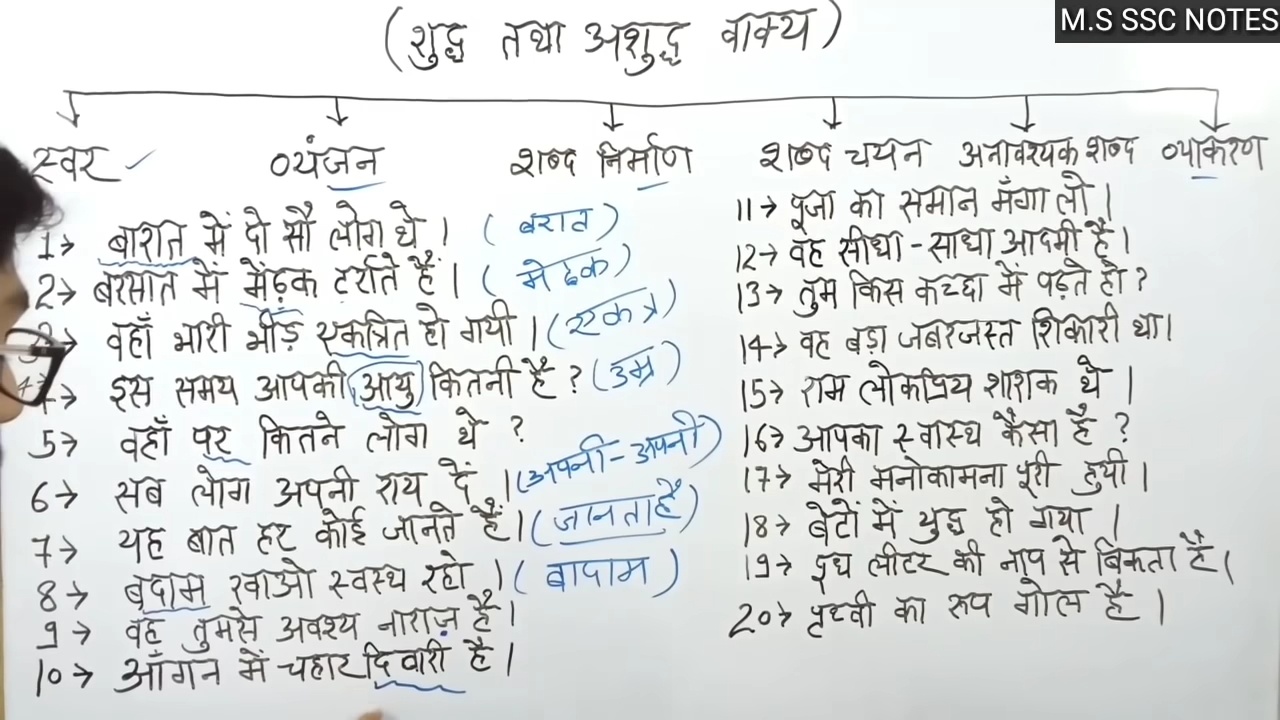 M.S SSC NOTES
(शुद्ध तथा अशुद्ध वाक्य)
स्वर व्यंजन शब्द निर्माण शब्द चयन अनावश्यक शब्द व्याकरण
1→ बारात में दो सौ लोग थे । (बरात)
2→ बरसात में मेंढ़क टर्राते हैं । (मेढक)
3→ वहाँ भारी भीड़ एकत्रित हो गयी । (एकत्र)
4→ इस समय आपकी आयु कितनी है ? (उम्र)
5→ वहाँ पर कितने लोग थे ?
6→ सब लोग अपनी राय दें । (अपनी-अपनी)
7→ यह बात हर कोई जानते हैं । (जानता है)
8→ बदाम खाओ स्वस्थ रहो । (बादाम)
9→ वह तुमसे अवश्य नाराज़ है ।
10→ आँगन में चहार दिवारी है ।
11→ पूजा का समान मँगा लो ।
12→ वह सीधा-साधा आदमी है ।
13→ तुम किस कच्छा में पढ़ते हो ?
14→ वह बड़ा जबरजस्त शिकारी था ।
15→ राम लोकप्रिय शाशक थे ।
16→ आपका स्वास्थ कैसा है ?
17→ मेरी मनोकामना पूरी हुयी ।
18→ बेटों में युद्ध हो गया ।
19→ दूध लीटर की नाप से बिकता है ।
20→ पृथ्वी का रूप गोल है ।